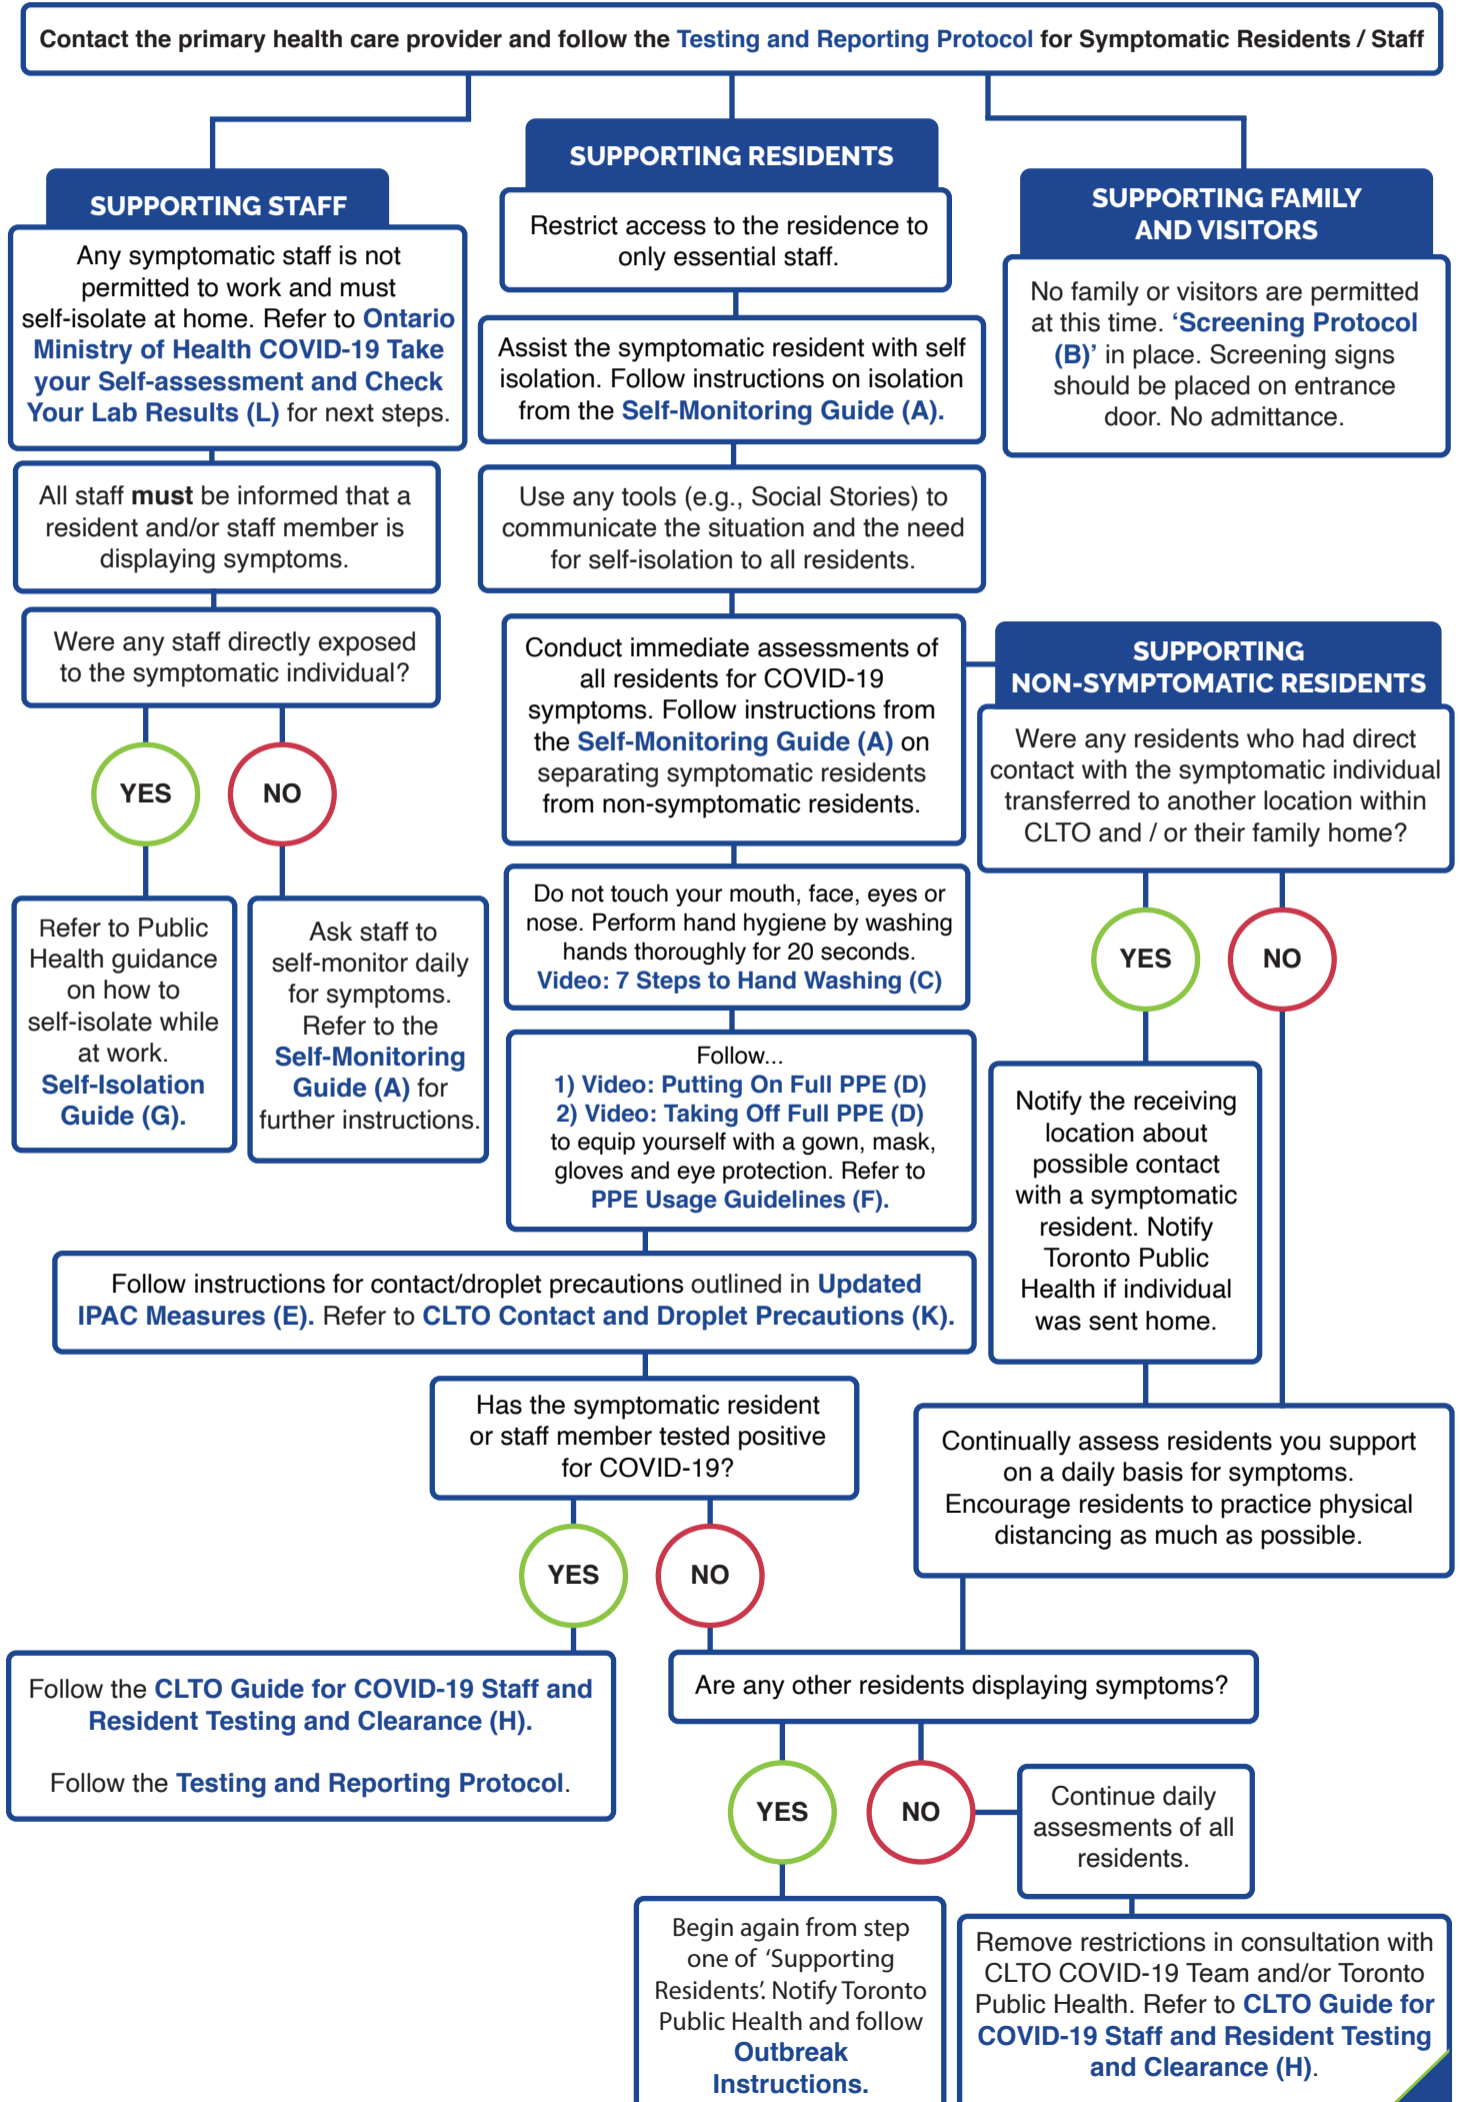 Contact the primary health care provider and follow the Testing and Reporting Protocol for Symptomatic Residents / Staff
SUPPORTING STAFF
Any symptomatic staff is not
permitted to work and must
self-isolate at home. Refer to Ontario
Ministry of Health COVID-19 Take
your Self-assessment and Check
Your Lab Results (L) for next steps.
All staff must be informed that a
resident and/or staff member is
displaying symptoms.
Were any staff directly exposed
to the symptomatic individual?
YES
NO
Refer to Public
Health guidance
on how to
self-isolate while
at work.
Self-Isolation
Guide (G).
Ask staff to
self-monitor daily
for symptoms.
Refer to the
Self-Monitoring
Guide (A) for
further instructions.
SUPPORTING RESIDENTS
Restrict access to the residence to
only essential staff.
Assist the symptomatic resident with self
isolation. Follow instructions on isolation
from the Self-Monitoring Guide (A).
Use any tools (e.g., Social Stories) to
communicate the situation and the need
for self-isolation to all residents.
Conduct immediate assessments of
all residents for COVID-19
symptoms. Follow instructions from
the Self-Monitoring Guide (A) on
separating symptomatic residents
from non-symptomatic residents.
Do not touch your mouth, face, eyes or
nose. Perform hand hygiene by washing
hands thoroughly for 20 seconds.
Video: 7 Steps to Hand Washing (C)
Follow...
1) Video: Putting On Full PPE (D)
2) Video: Taking Off Full PPE (D)
to equip yourself with a gown, mask,
gloves and eye protection. Refer to
PPE Usage Guidelines (F).
Follow instructions for contact/droplet precautions outlined in Updated
IPAC Measures (E). Refer to CLTO Contact and Droplet Precautions (K).
Has the symptomatic resident
or staff member tested positive
for COVID-19?
YES
NO
Follow the CLTO Guide for COVID-19 Staff and
Resident Testing and Clearance (H).
Follow the Testing and Reporting Protocol.
SUPPORTING FAMILY
AND VISITORS
No family or visitors are permitted
at this time. ‘Screening Protocol
(B)’ in place. Screening signs
should be placed on entrance
door. No admittance.
SUPPORTING
NON-SYMPTOMATIC RESIDENTS
Were any residents who had direct
contact with the symptomatic individual
transferred to another location within
CLTO and / or their family home?
YES
NO
Notify the receiving
location about
possible contact
with a symptomatic
resident. Notify
Toronto Public
Health if individual
was sent home.
Continually assess residents you support
on a daily basis for symptoms.
Encourage residents to practice physical
distancing as much as possible.
Are any other residents displaying symptoms?
YES
NO
Continue daily
assesments of all
residents.
Begin again from step
one of ‘Supporting
Residents’. Notify Toronto
Public Health and follow
Outbreak
Instructions.
Remove restrictions in consultation with
CLTO COVID-19 Team and/or Toronto
Public Health. Refer to CLTO Guide for
COVID-19 Staff and Resident Testing
and Clearance (H).